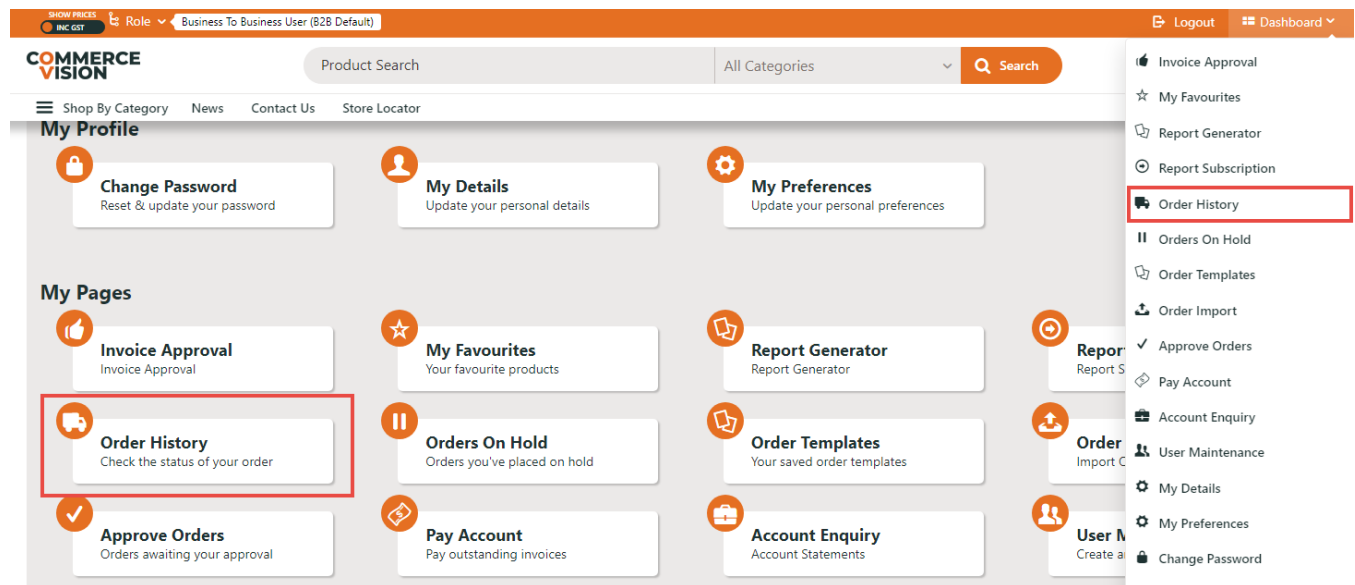 SHOW PRICES
INC GST
Role
Business To Business User (B2B Default)
Logout
Dashboard
COMMERCE
VISION
Product Search
All Categories
Search
Shop By Category
News
Contact Us
Store Locator
My Profile
Change Password
Reset & update your password
My Details
Update your personal details
My Preferences
Update your personal preferences
My Pages
Invoice Approval
Invoice Approval
My Favourites
Your favourite products
Report Generator
Report Generator
Repor
Report S
Order History
Check the status of your order
Orders On Hold
Orders you've placed on hold
Order Templates
Your saved order templates
Order
Import C
Approve Orders
Orders awaiting your approval
Pay Account
Pay outstanding invoices
Account Enquiry
Account Statements
User M
Create a
Invoice Approval
My Favourites
Report Generator
Report Subscription
Order History
Orders On Hold
Order Templates
Order Import
Approve Orders
Pay Account
Account Enquiry
User Maintenance
My Details
My Preferences
Change Password